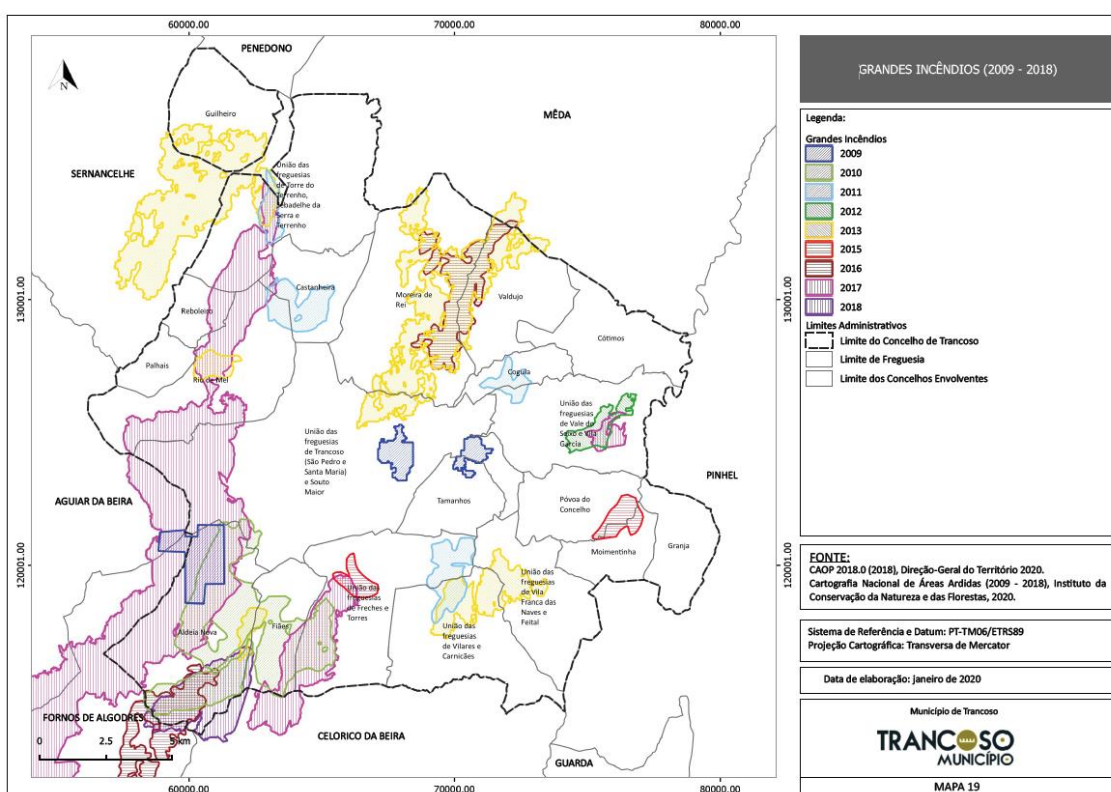 60000.00
70000.00
80000.00
PENEDONO
N
MÊDA
Guilheiro
SERNANCELHE
União das
freguesias
de Torre do
Terrenho,
Sebadelhe da
Serra e
Terrenho
130001.00
130001.00
Castanheira
Moreira de
Rei
Valdujo
Reboleiro
Cótimos
Palhais
Rio de Mel
Cogula
União das
freguesias
de Vale do
Seixo e Vila
Garcia
União das
freguesias
de Trancoso
(São Pedro e
Santa Maria)
e Souto
Maior
PINHEL
AGUIAR DA BEIRA
Tamanhos
Póvoa do
Concelho
Moimentinha
Granja
120001.00
120001.00
União das
freguesias
de Freches e
Torres
União das
freguesias
de Vila
Franca das
Naves e
Feital
Aldeia Nova
Fiães
União das
freguesias
de Vilares e
Carnicães
FORNOS DE ALGODRES
CELORICO DA BEIRA
0
2.5
5 km
GUARDA
60000.00
70000.00
80000.00
GRANDES INCÊNDIOS (2009 - 2018)
Legenda:
Grandes Incêndios
2009
2010
2011
2012
2013
2015
2016
2017
2018
Limites Administrativos
Limite do Concelho de Trancoso
Limite de Freguesia
Limite dos Concelhos Envolventes
FONTE:
CAOP 2018.0 (2018), Direção-Geral do Território 2020.
Cartografia Nacional de Áreas Ardidas (2009 - 2018), Instituto da
Conservação da Natureza e das Florestas, 2020.
Sistema de Referência e Datum: PT-TM06/ETRS89
Projeção Cartográfica: Transversa de Mercator
Data de elaboração: janeiro de 2020
Município de Trancoso
TRANCOSO
MUNICÍPIO
MAPA 19